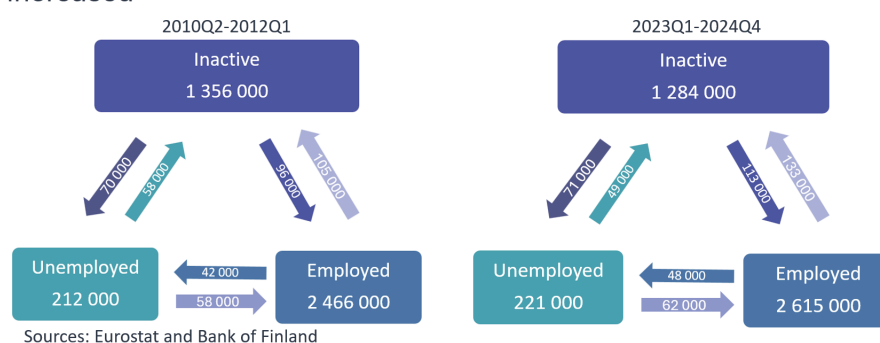 2010Q2-2012Q1
Inactive
1 356 000
70 000
58 000
96 000
105 000
Unemployed
212 000
42 000
58 000
Employed
2 466 000
2023Q1-2024Q4
Inactive
1 284 000
71 000
49 000
113 000
133 000
Unemployed
221 000
48 000
62 000
Employed
2 615 000
Sources: Eurostat and Bank of Finland